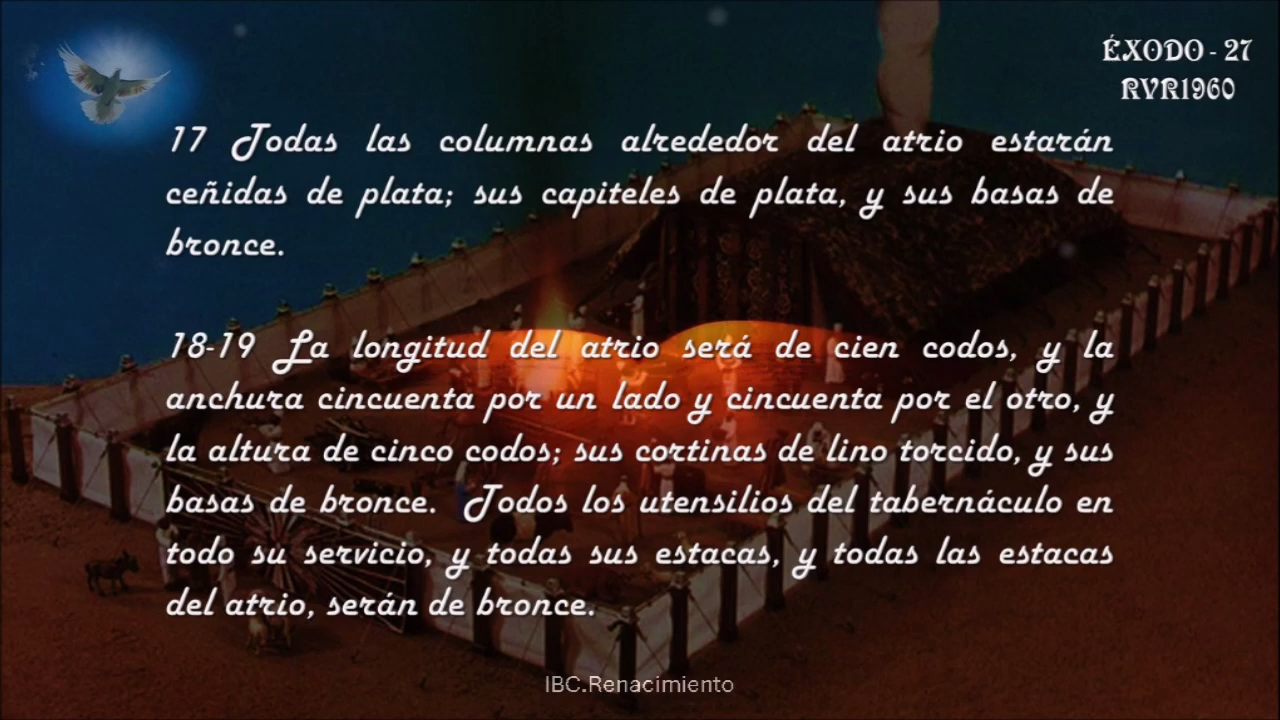 ÉXODO - 27
RVR1960
17 Todas las columnas alrededor del atrio estarán
ceñidas de plata; sus capiteles de plata, y sus basas de
bronce.
18-19 La longitud del atrio será de cien codos, y la
anchura cincuenta por un lado y cincuenta por el otro, y
la altura de cinco codos; sus cortinas de lino torcido, y sus
basas de bronce. Todos los utensilios del tabernáculo en
todo su servicio, y todas sus estacas, y todas las estacas
del atrio, serán de bronce.
IBC.Renacimiento